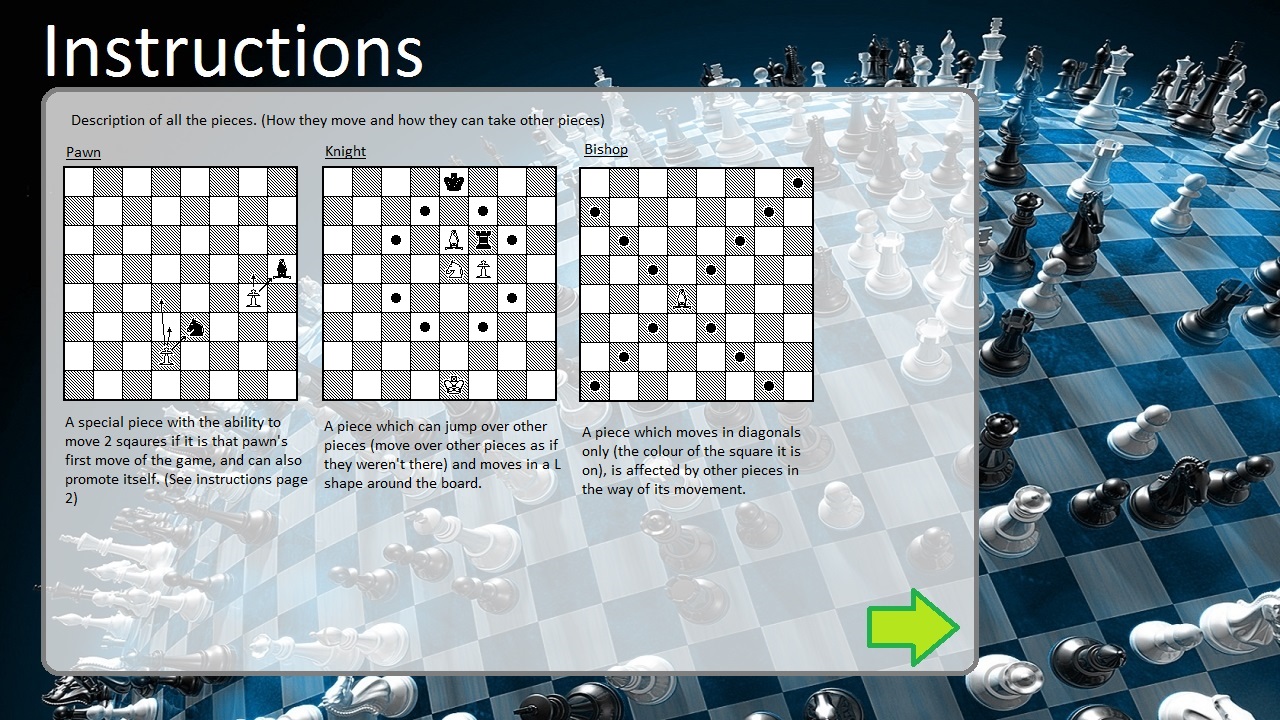 Instructions
Description of all the pieces. (How they move and how they can take other pieces)
Pawn
A special piece with the ability to
move 2 sqaures if it is that pawn's
first move of the game, and can also
promote itself. (See instructions page
2)
Knight
A piece which can jump over other
pieces (move over other pieces as if
they weren't there) and moves in a L
shape around the board.
Bishop
A piece which moves in diagonals
only (the colour of the square it is
on), is affected by other pieces in
the way of its movement.